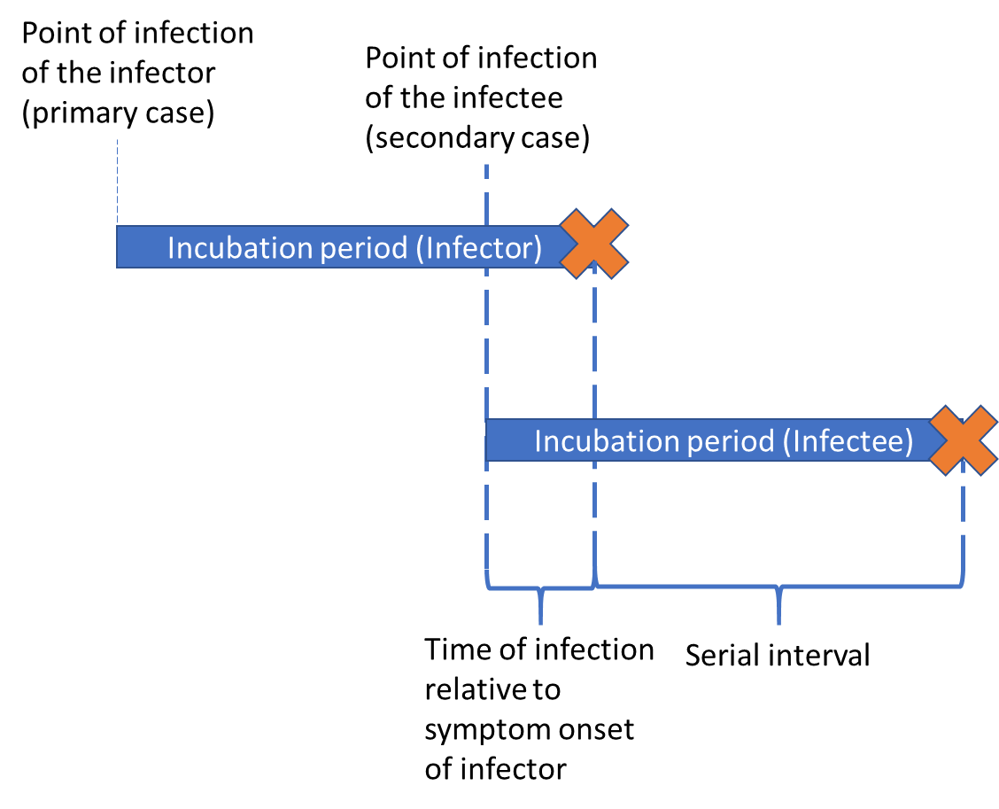 Point of infection
of the infector
(primary case)
Point of infection
of the infectee
(secondary case)
Incubation period (Infector)
Incubation period (Infectee)
Time of infection
relative to
symptom onset
of infector
Serial interval